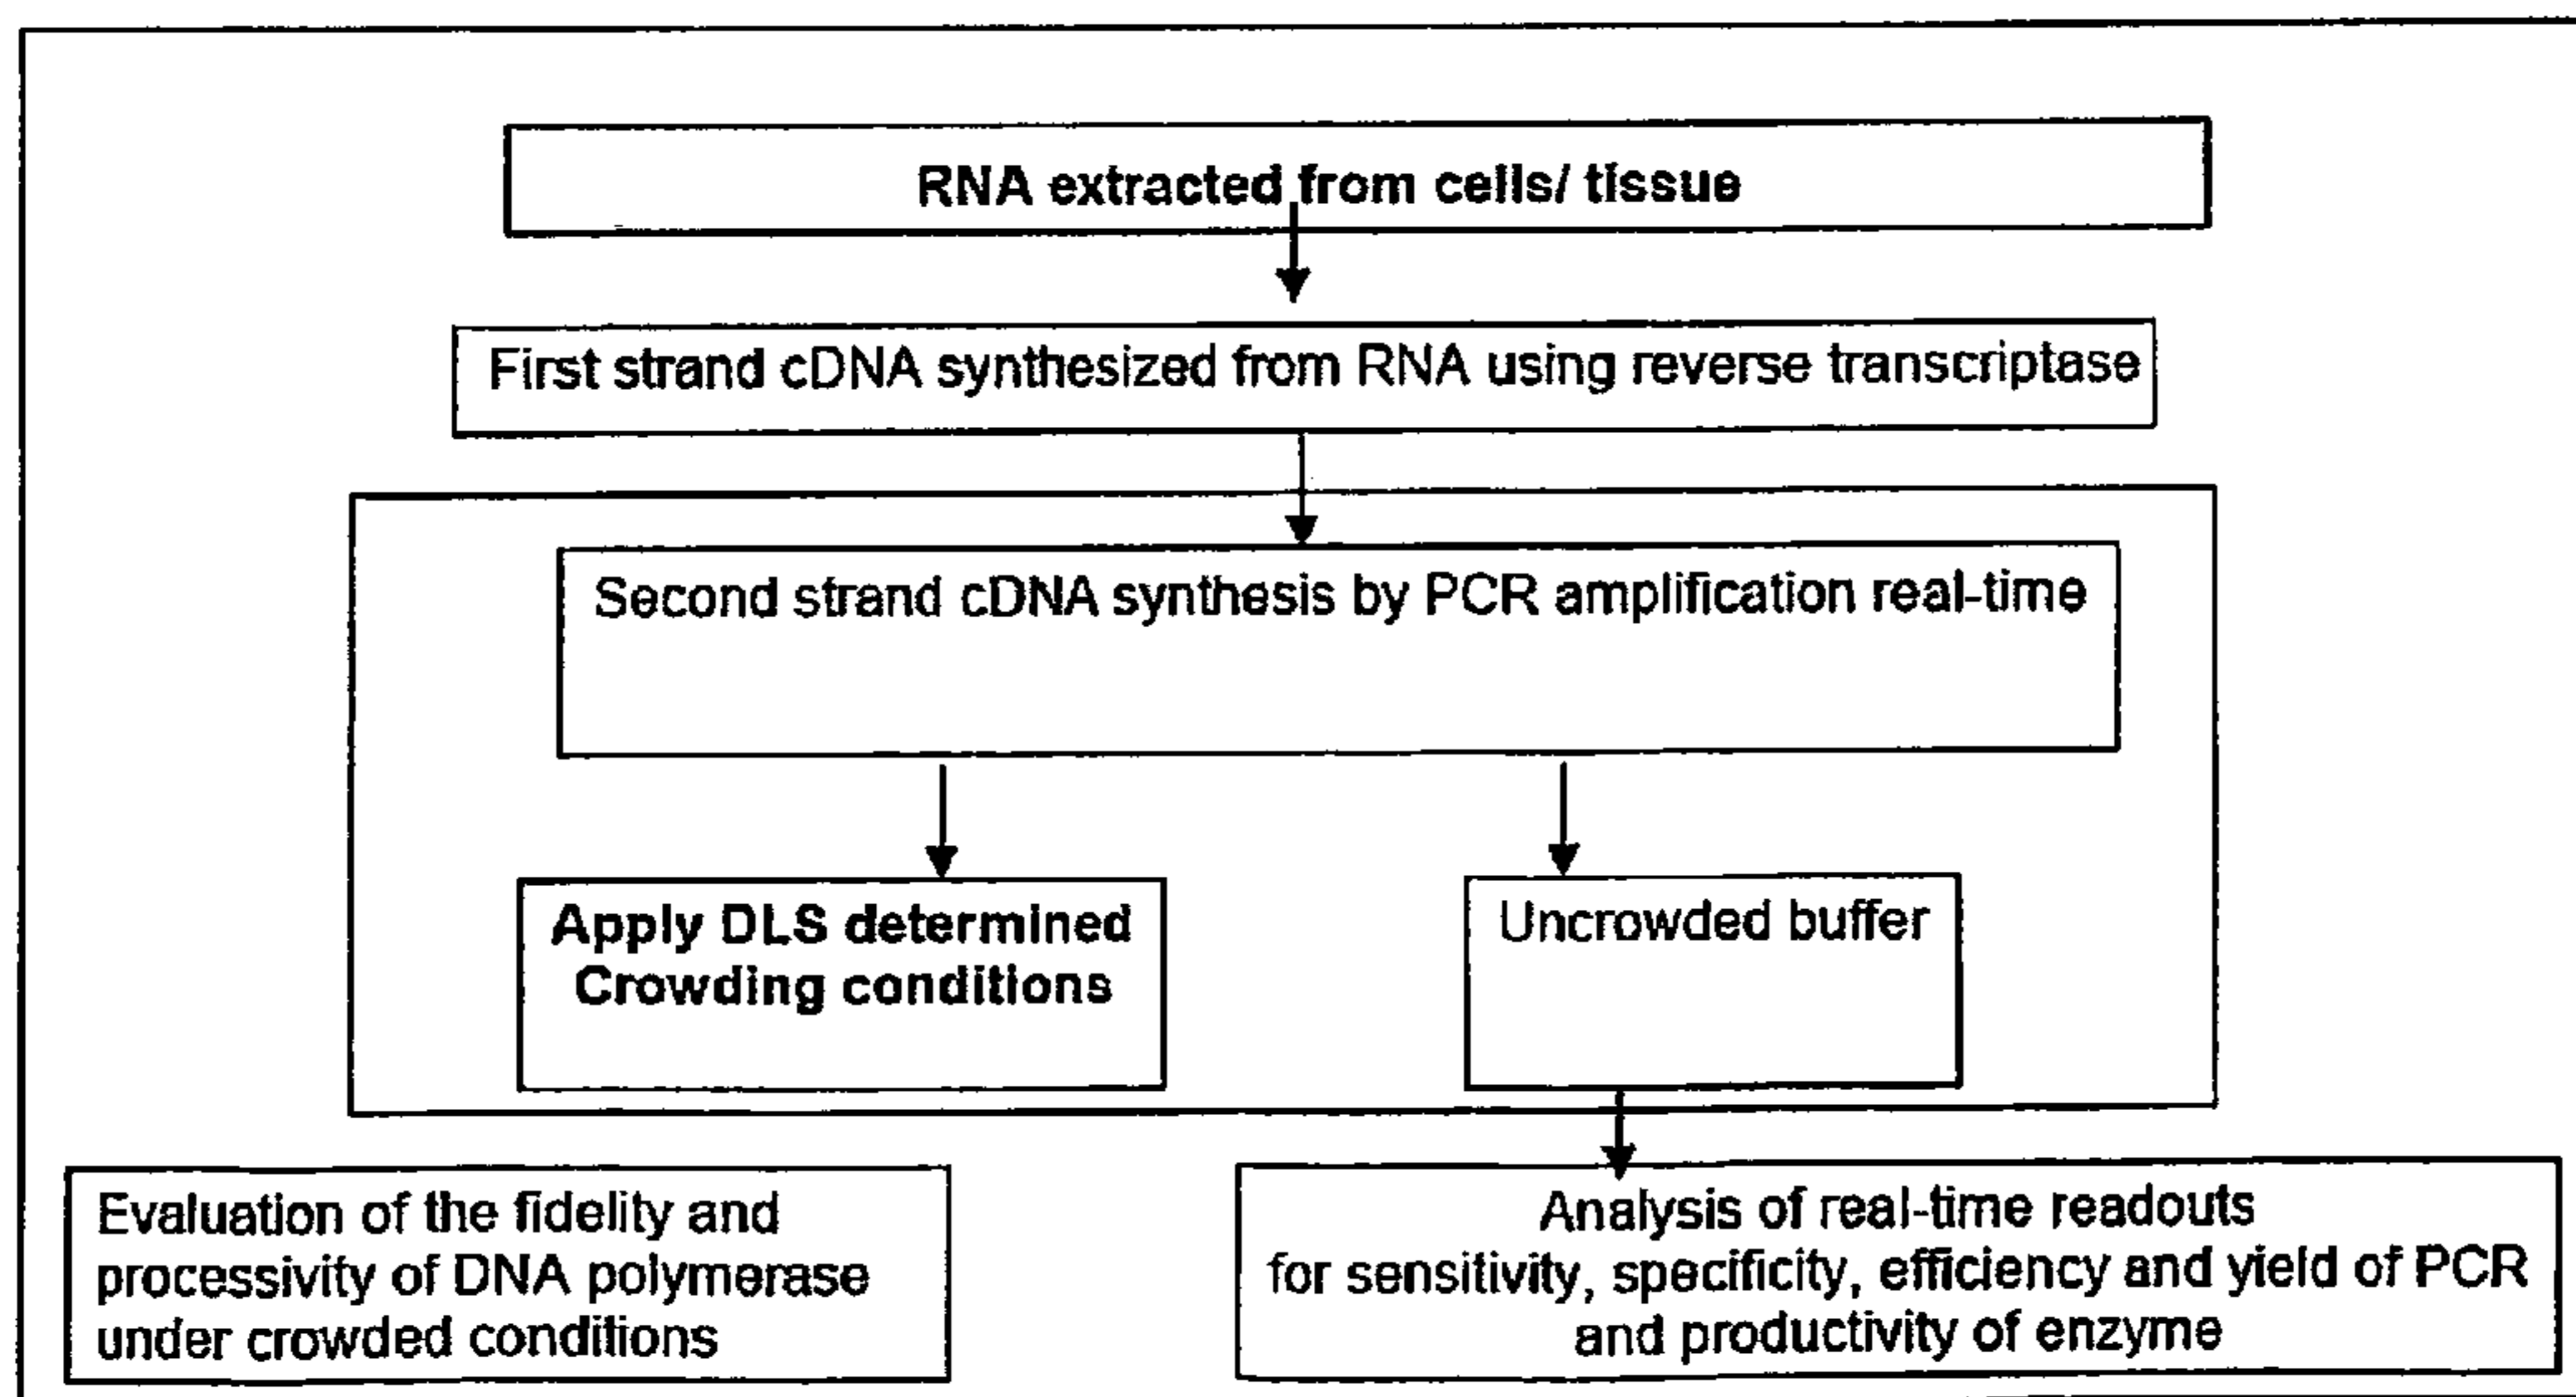 RNA extracted from cells/ tissue
First strand cDNA synthesized from RNA using reverse transcriptase
Second strand cDNA synthesis by PCR amplification real-time
Apply DLS determined
Crowding conditions
Uncrowded buffer
Evaluation of the fidelity and
processivity of DNA polymerase
under crowded conditions
Analysis of real-time readouts
for sensitivity, specificity, efficiency and yield of PCR
and productivity of enzyme